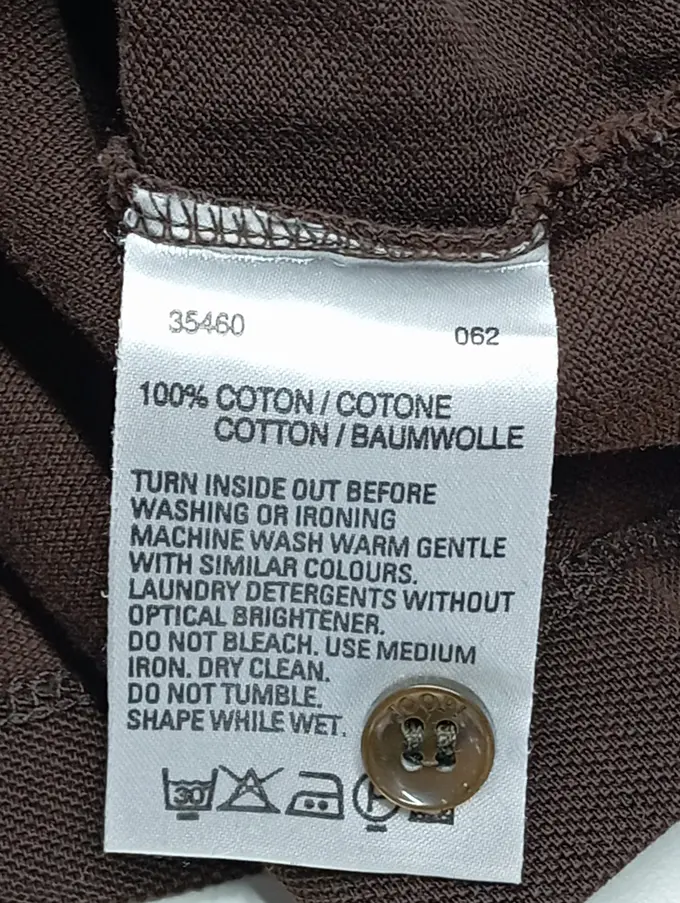 35460
062
100% COTON / COTONE
COTTON / BAUMWOLLE
TURN INSIDE OUT BEFORE
WASHING OR IRONING
MACHINE WASH WARM GENTLE
WITH SIMILAR COLOURS.
LAUNDRY DETERGENTS WITHOUT
OPTICAL BRIGHTENER.
DO NOT BLEACH. USE MEDIUM
IRON. DRY CLEAN.
DO NOT TUMBLE.
SHAPE WHILE WET.
30 P